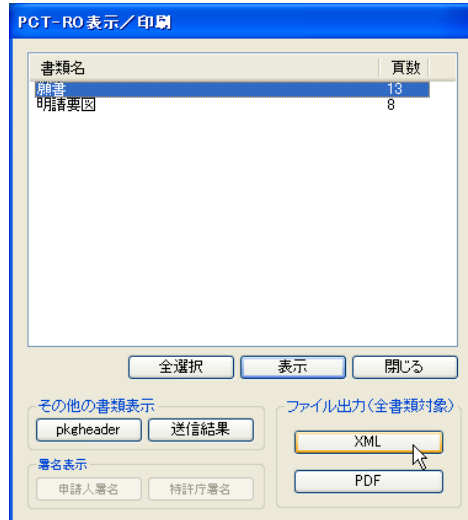 PCT-RO表示／印刷
書類名 頁数
願書 13
明請要図 8
全選択 表示 閉じる
その他の書類表示 ファイル出力(全書類対象)
pkgheader 送信結果 XML
署名表示
申請人署名 特許庁署名 PDF